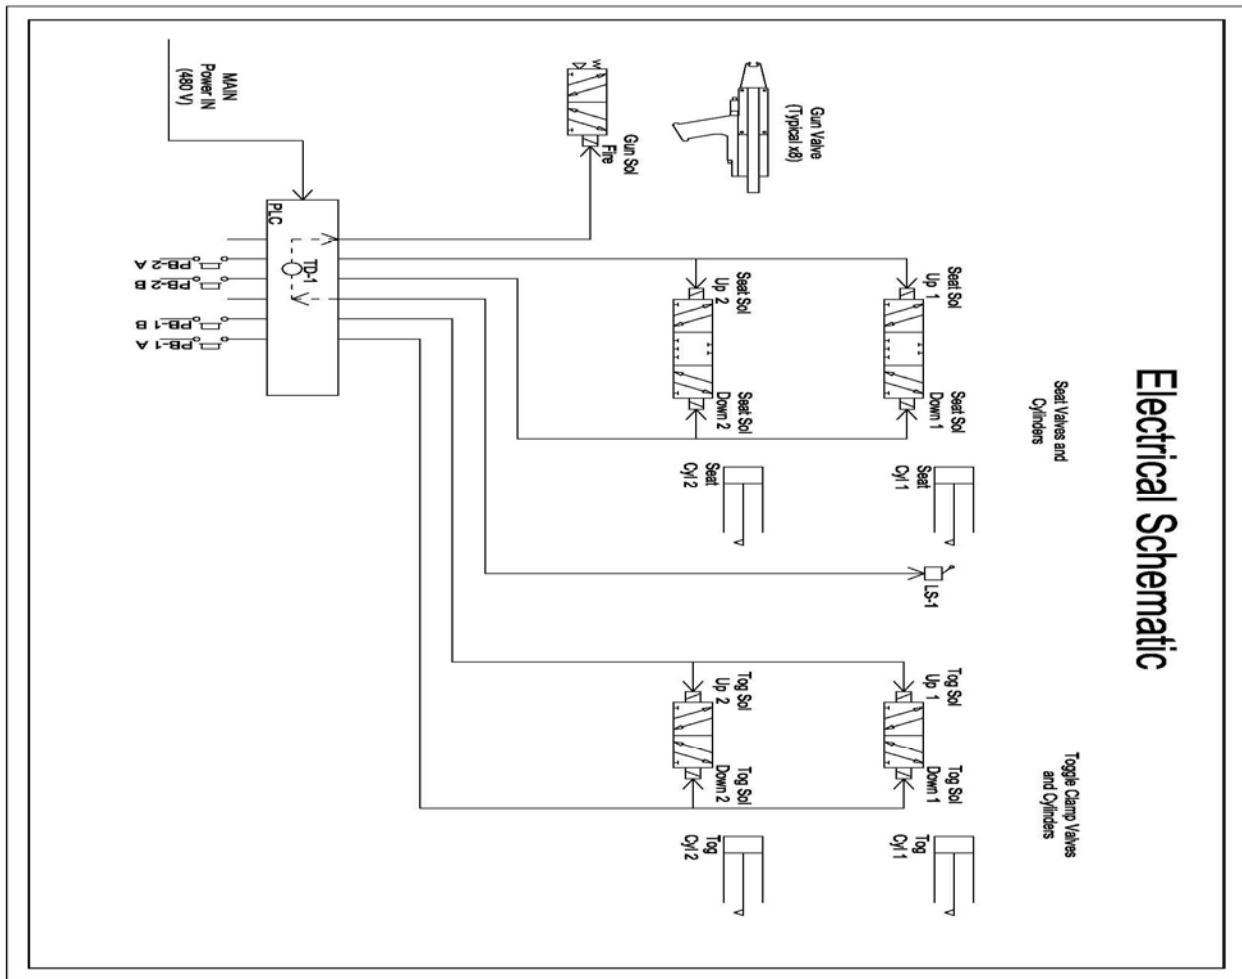 Electrical Schematic
MAIN
Power IN
(480 V)
Gun Sol
Fire
Gun Valve
(Typical x8)
PLC
TD-1
PB-2 A
PB-2 B
PB-1 B
PB-1 A
Seat Valves and
Cylinders
Seat Sol
Up 1
Seat Sol
Down 1
Seat Sol
Up 2
Seat Sol
Down 2
Seat
Cyl 1
Seat
Cyl 2
LS-1
Toggle Clamp Valves
and Cylinders
Tog Sol
Up 1
Tog Sol
Down 1
Tog Sol
Up 2
Tog Sol
Down 2
Tog
Cyl 1
Tog
Cyl 2